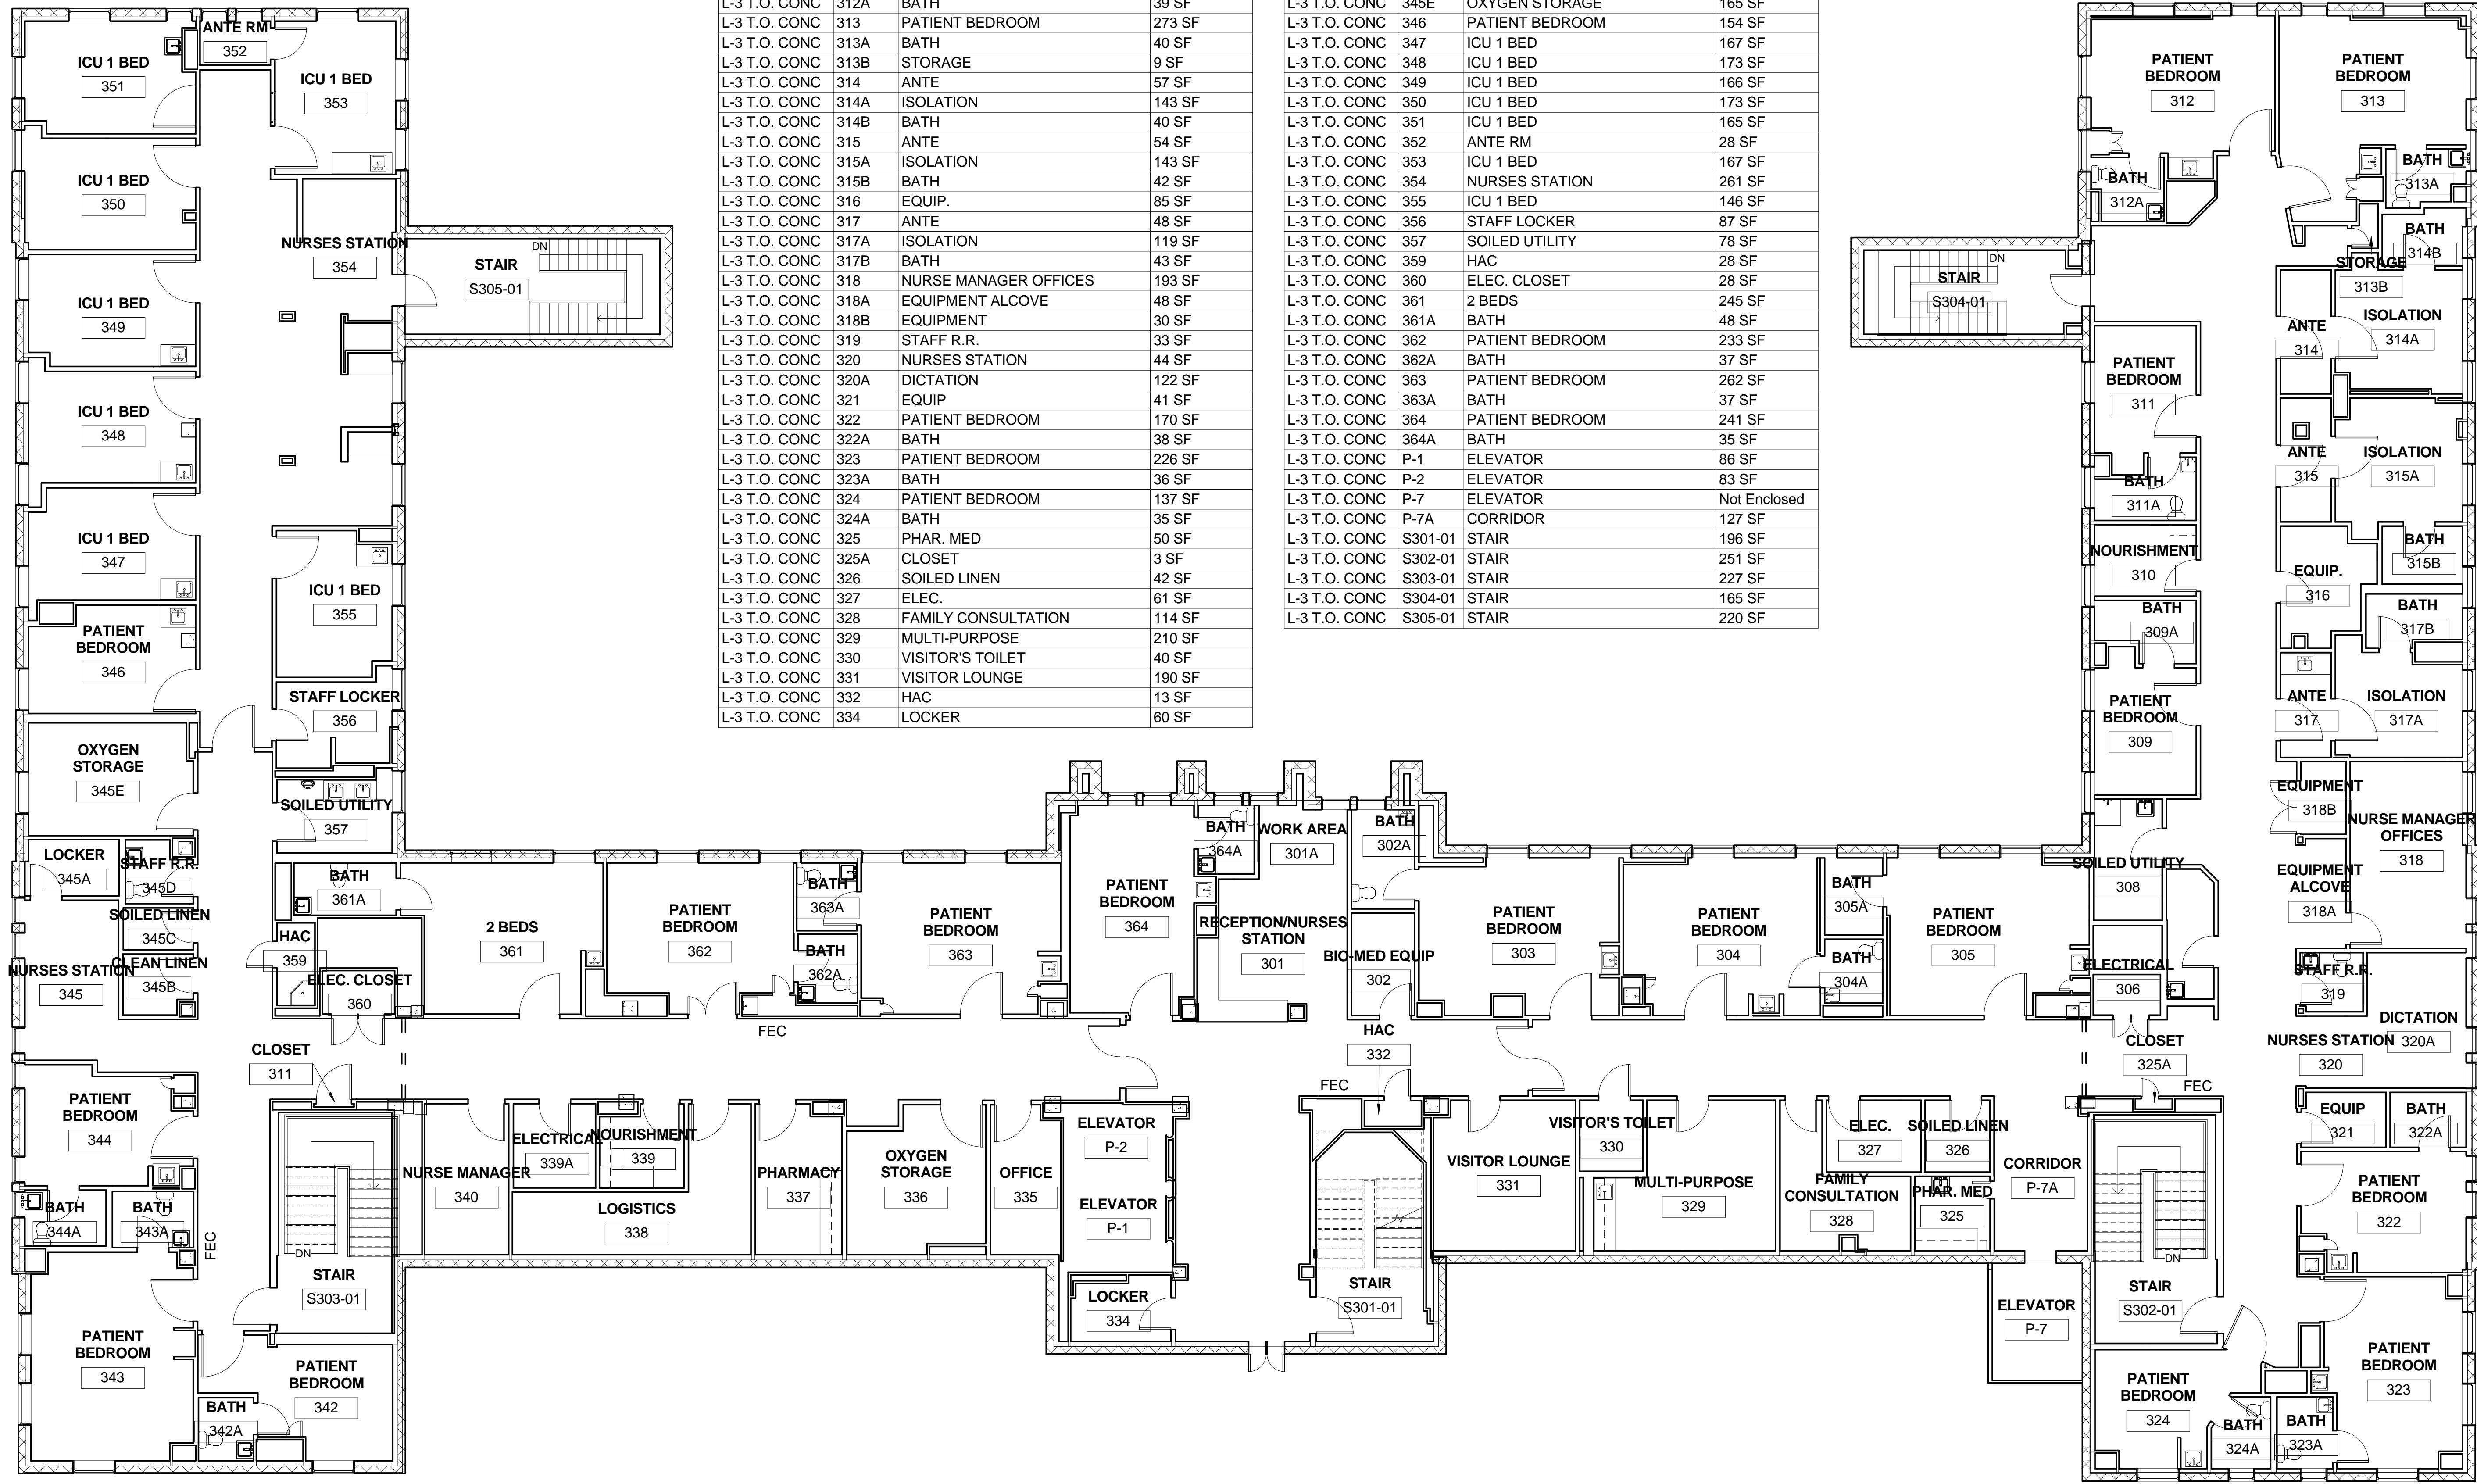 L-3 T.O. CONC 312A BATH 39 SF
L-3 T.O. CONC 313 PATIENT BEDROOM 273 SF
L-3 T.O. CONC 313A BATH 40 SF
L-3 T.O. CONC 313B STORAGE 9 SF
L-3 T.O. CONC 314 ANTE 57 SF
L-3 T.O. CONC 314A ISOLATION 143 SF
L-3 T.O. CONC 314B BATH 40 SF
L-3 T.O. CONC 315 ANTE 54 SF
L-3 T.O. CONC 315A ISOLATION 143 SF
L-3 T.O. CONC 315B BATH 42 SF
L-3 T.O. CONC 316 EQUIP. 85 SF
L-3 T.O. CONC 317 ANTE 48 SF
L-3 T.O. CONC 317A ISOLATION 119 SF
L-3 T.O. CONC 317B BATH 43 SF
L-3 T.O. CONC 318 NURSE MANAGER OFFICES 193 SF
L-3 T.O. CONC 318A EQUIPMENT ALCOVE 48 SF
L-3 T.O. CONC 318B EQUIPMENT 30 SF
L-3 T.O. CONC 319 STAFF R.R. 33 SF
L-3 T.O. CONC 320 NURSES STATION 44 SF
L-3 T.O. CONC 320A DICTATION 122 SF
L-3 T.O. CONC 321 EQUIP 41 SF
L-3 T.O. CONC 322 PATIENT BEDROOM 170 SF
L-3 T.O. CONC 322A BATH 38 SF
L-3 T.O. CONC 323 PATIENT BEDROOM 226 SF
L-3 T.O. CONC 323A BATH 36 SF
L-3 T.O. CONC 324 PATIENT BEDROOM 137 SF
L-3 T.O. CONC 324A BATH 35 SF
L-3 T.O. CONC 325 PHAR. MED 50 SF
L-3 T.O. CONC 325A CLOSET 3 SF
L-3 T.O. CONC 326 SOILED LINEN 42 SF
L-3 T.O. CONC 327 ELEC. 61 SF
L-3 T.O. CONC 328 FAMILY CONSULTATION 114 SF
L-3 T.O. CONC 329 MULTI-PURPOSE 210 SF
L-3 T.O. CONC 330 VISITOR'S TOILET 40 SF
L-3 T.O. CONC 331 VISITOR LOUNGE 190 SF
L-3 T.O. CONC 332 HAC 13 SF
L-3 T.O. CONC 334 LOCKER 60 SF
L-3 T.O. CONC 345E OXYGEN STORAGE 165 SF
L-3 T.O. CONC 346 PATIENT BEDROOM 154 SF
L-3 T.O. CONC 347 ICU 1 BED 167 SF
L-3 T.O. CONC 348 ICU 1 BED 173 SF
L-3 T.O. CONC 349 ICU 1 BED 166 SF
L-3 T.O. CONC 350 ICU 1 BED 173 SF
L-3 T.O. CONC 351 ICU 1 BED 165 SF
L-3 T.O. CONC 352 ANTE RM 28 SF
L-3 T.O. CONC 353 ICU 1 BED 167 SF
L-3 T.O. CONC 354 NURSES STATION 261 SF
L-3 T.O. CONC 355 ICU 1 BED 146 SF
L-3 T.O. CONC 356 STAFF LOCKER 87 SF
L-3 T.O. CONC 357 SOILED UTILITY 78 SF
L-3 T.O. CONC 359 HAC 28 SF
L-3 T.O. CONC 360 ELEC. CLOSET 28 SF
L-3 T.O. CONC 361 2 BEDS 245 SF
L-3 T.O. CONC 361A BATH 48 SF
L-3 T.O. CONC 362 PATIENT BEDROOM 233 SF
L-3 T.O. CONC 362A BATH 37 SF
L-3 T.O. CONC 363 PATIENT BEDROOM 262 SF
L-3 T.O. CONC 363A BATH 37 SF
L-3 T.O. CONC 364 PATIENT BEDROOM 241 SF
L-3 T.O. CONC 364A BATH 35 SF
L-3 T.O. CONC P-1 ELEVATOR 86 SF
L-3 T.O. CONC P-2 ELEVATOR 83 SF
L-3 T.O. CONC P-7 ELEVATOR Not Enclosed
L-3 T.O. CONC P-7A CORRIDOR 127 SF
L-3 T.O. CONC S301-01 STAIR 196 SF
L-3 T.O. CONC S302-01 STAIR 251 SF
L-3 T.O. CONC S303-01 STAIR 227 SF
L-3 T.O. CONC S304-01 STAIR 165 SF
L-3 T.O. CONC S305-01 STAIR 220 SF
ICU 1 BED
351
ANTE RM
352
ICU 1 BED
353
ICU 1 BED
350
NURSES STATION
354
DN
STAIR
S305-01
ICU 1 BED
349
ICU 1 BED
348
ICU 1 BED
347
ICU 1 BED
355
PATIENT
BEDROOM
346
STAFF LOCKER
356
OXYGEN
STORAGE
345E
SOILED UTILITY
357
LOCKER
345A
STAFF R.R.
345D
SOILED LINEN
345C
CLEAN LINEN
345B
NURSES STATION
345
BATH
361A
HAC
359
ELEC. CLOSET
360
CLOSET
311
PATIENT
BEDROOM
344
BATH
344A
BATH
343A
FEC
DN
STAIR
S303-01
PATIENT
BEDROOM
343
PATIENT
BEDROOM
342
BATH
342A
2 BEDS
361
PATIENT
BEDROOM
362
BATH
363A
BATH
362A
PATIENT
BEDROOM
363
FEC
PATIENT
BEDROOM
364
BATH
364A
WORK AREA
301A
BATH
302A
RECEPTION/NURSES
STATION
301
BIO-MED EQUIP
302
HAC
332
FEC
PATIENT
BEDROOM
303
PATIENT
BEDROOM
304
BATH
305A
BATH
304A
PATIENT
BEDROOM
305
NURSE MANAGER
340
ELECTRICAL
339A
NOURISHMENT
339
LOGISTICS
338
PHARMACY
337
OXYGEN
STORAGE
336
OFFICE
335
ELEVATOR
P-2
ELEVATOR
P-1
LOCKER
334
STAIR
S301-01
VISITOR LOUNGE
331
VISITOR'S TOILET
330
MULTI-PURPOSE
329
FAMILY
CONSULTATION
328
ELEC.
327
SOILED LINEN
326
PHAR. MED
325
CORRIDOR
P-7A
ELEVATOR
P-7
PATIENT
BEDROOM
312
PATIENT
BEDROOM
313
BATH
312A
BATH
313A
BATH
314B
STORAGE
313B
DN
STAIR
S304-01
ANTE
314
ISOLATION
314A
PATIENT
BEDROOM
311
ANTE
315
ISOLATION
315A
BATH
311A
NOURISHMENT
310
BATH
315B
EQUIP.
316
BATH
309A
BATH
317B
PATIENT
BEDROOM
309
ANTE
317
ISOLATION
317A
EQUIPMENT
318B
NURSE MANAGER
OFFICES
318
SOILED UTILITY
308
EQUIPMENT
ALCOVE
318A
ELECTRICAL
306
STAFF R.R.
319
DICTATION
320A
NURSES STATION
320
CLOSET
325A
FEC
EQUIP
321
BATH
322A
PATIENT
BEDROOM
322
DN
STAIR
S302-01
PATIENT
BEDROOM
323
PATIENT
BEDROOM
324
BATH
324A
BATH
323A